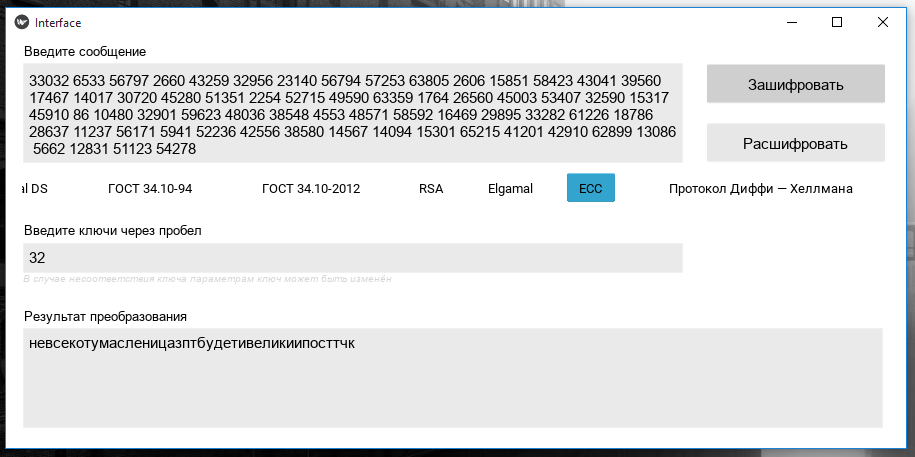 Interface
Введите сообщение
33032 6533 56797 2660 43259 32956 23140 56794 57253 63805 2606 15851 58423 43041 39560
17467 14017 30720 45280 51351 2254 52715 49590 63359 1764 26560 45003 53407 32590 15317
45910 86 10480 32901 59623 48036 38548 4553 48571 58592 16469 29895 33282 61226 18786
28637 11237 56171 5941 52236 42556 38580 14567 14094 15301 65215 41201 42910 62899 13086
5662 12831 51123 54278
Зашифровать
Расшифровать
al DS ГОСТ 34.10-94 ГОСТ 34.10-2012 RSA Elgamal ECC Протокол Диффи — Хеллмана
Введите ключи через пробел
32
В случае несоответствия ключа параметрам ключ может быть изменён
Результат преобразования
невсекотумасленицазптбудетивеликиипосттчк